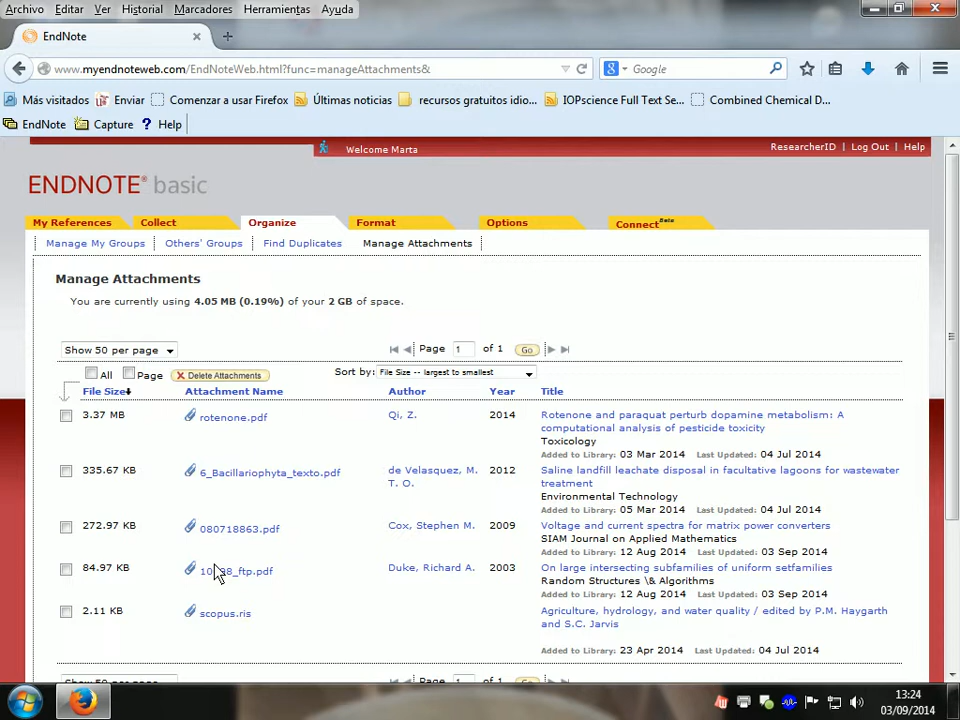 Archivo Editar Ver Historial Marcadores Herramientas Ayuda
EndNote
www.myendnoteweb.com/EndNoteWeb.html?func=manageAttachments&
Google
Más visitados Enviar Comenzar a usar Firefox Últimas noticias recursos gratuitos idio... IOPscience Full Text Se... Combined Chemical D...
EndNote Capture ? Help
Welcome Marta ResearcherID Log Out Help
ENDNOTE® basic
My References Collect Organize Format Options Connect Beta
Manage My Groups Others' Groups Find Duplicates Manage Attachments
Manage Attachments
You are currently using 4.05 MB (0.19%) of your 2 GB of space.
Show 50 per page Page 1 of 1 Go
All Page Delete Attachments Sort by: File Size -- largest to smallest
File Size Attachment Name Author Year Title
3.37 MB rotenone.pdf Qi, Z. 2014 Rotenone and paraquat perturb dopamine metabolism: A
computational analysis of pesticide toxicity
Toxicology
Added to Library: 03 Mar 2014 Last Updated: 04 Jul 2014
335.67 KB 6_Bacillariophyta_texto.pdf de Velasquez, M. 2012 Saline landfill leachate disposal in facultative lagoons for wastewater
T. O. treatment
Environmental Technology
Added to Library: 05 Mar 2014 Last Updated: 04 Jul 2014
272.97 KB 080718863.pdf Cox, Stephen M. 2009 Voltage and current spectra for matrix power converters
SIAM Journal on Applied Mathematics
Added to Library: 12 Aug 2014 Last Updated: 03 Sep 2014
84.97 KB Duke, Richard A. 2003 On large intersecting subfamilies of uniform setfamilies
Random Structures \& Algorithms
Added to Library: 12 Aug 2014 Last Updated: 03 Sep 2014
2.11 KB scopus.ris Agriculture, hydrology, and water quality / edited by P.M. Haygarth
and S.C. Jarvis
Added to Library: 23 Apr 2014 Last Updated: 04 Jul 2014
13:24
03/09/2014